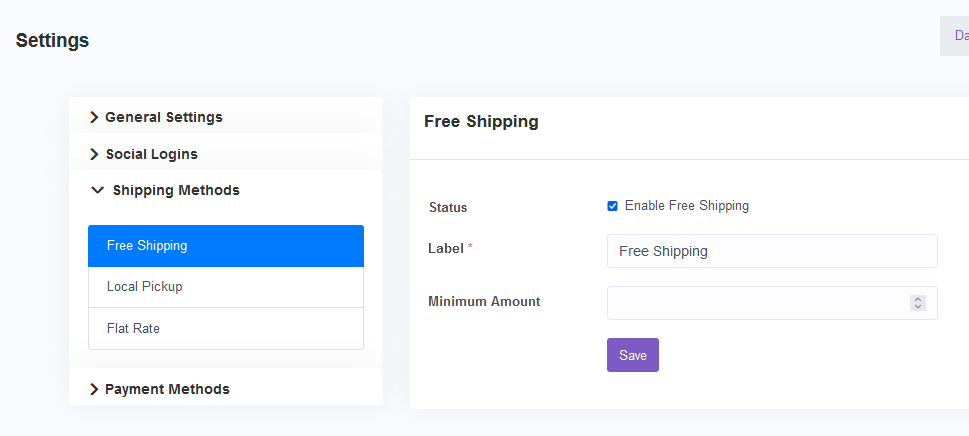 Settings
General Settings
Social Logins
Shipping Methods
Free Shipping
Local Pickup
Flat Rate
Payment Methods
Free Shipping
Status
Enable Free Shipping
Label *
Free Shipping
Minimum Amount
Save